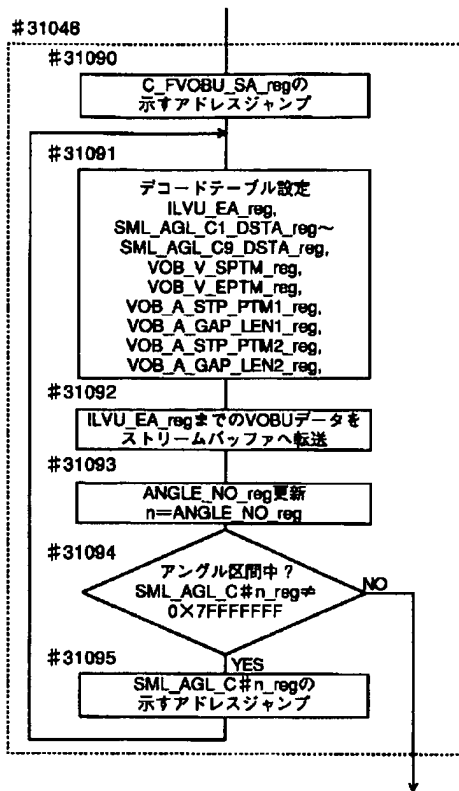 #31046
#31090
C_FVOBU_SA_regの
示すアドレスジャンプ
#31091
デコードテーブル設定
ILVU_EA_reg,
SML_AGL_C1_DSTA_reg～
SML_AGL_C9_DSTA_reg,
VOB_V_SPTM_reg,
VOB_V_EPTM_reg,
VOB_A_STP_PTM1_reg,
VOB_A_GAP_LEN1_reg,
VOB_A_STP_PTM2_reg,
VOB_A_GAP_LEN2_reg,
#31092
ILVU_EA_regまでのVOBUデータを
ストリームバッファへ転送
#31093
ANGLE_NO_reg更新
n=ANGLE_NO_reg
#31094
アングル区間中?
SML_AGL_C#n_reg≠
0×7FFFFFFF
NO
YES
#31095
SML_AGL_C#n_regの
示すアドレスジャンプ